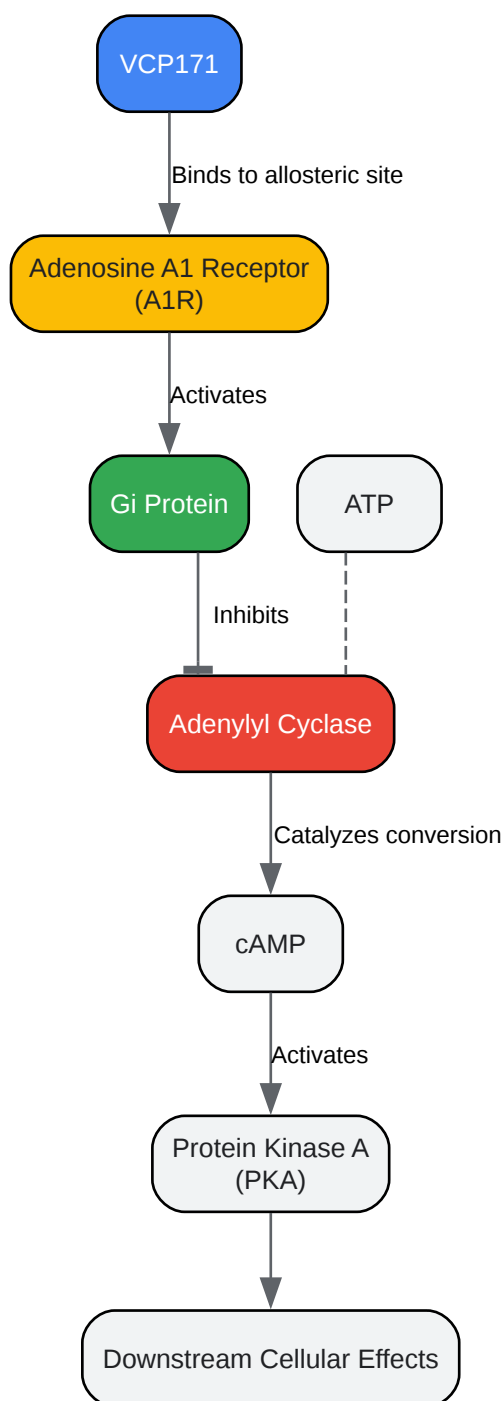 VCP171
Binds to allosteric site
Adenosine A1 Receptor
(A1R)
Activates
Gi Protein
ATP
Inhibits
Adenylyl Cyclase
Catalyzes conversion
cAMP
Activates
Protein Kinase A
(PKA)
Downstream Cellular Effects